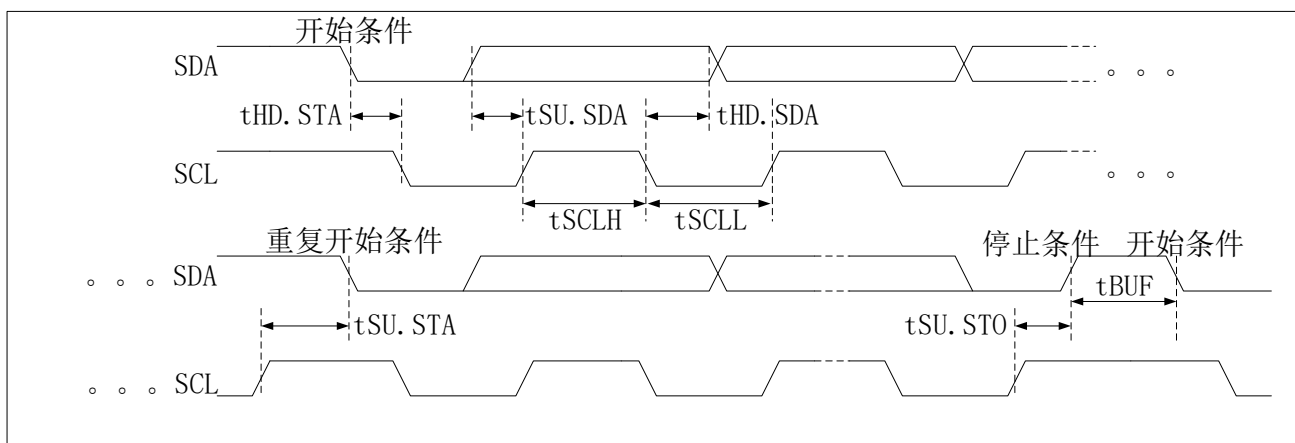 开始条件
SDA 。 。 。
tHD.STA tSU.SDA tHD.SDA
SCL 。 。 。
tSCLH tSCLL
重复开始条件 停止条件 开始条件
。 。 。 SDA tBUF
tSU.STA tSU.STO
。 。 。 SCL